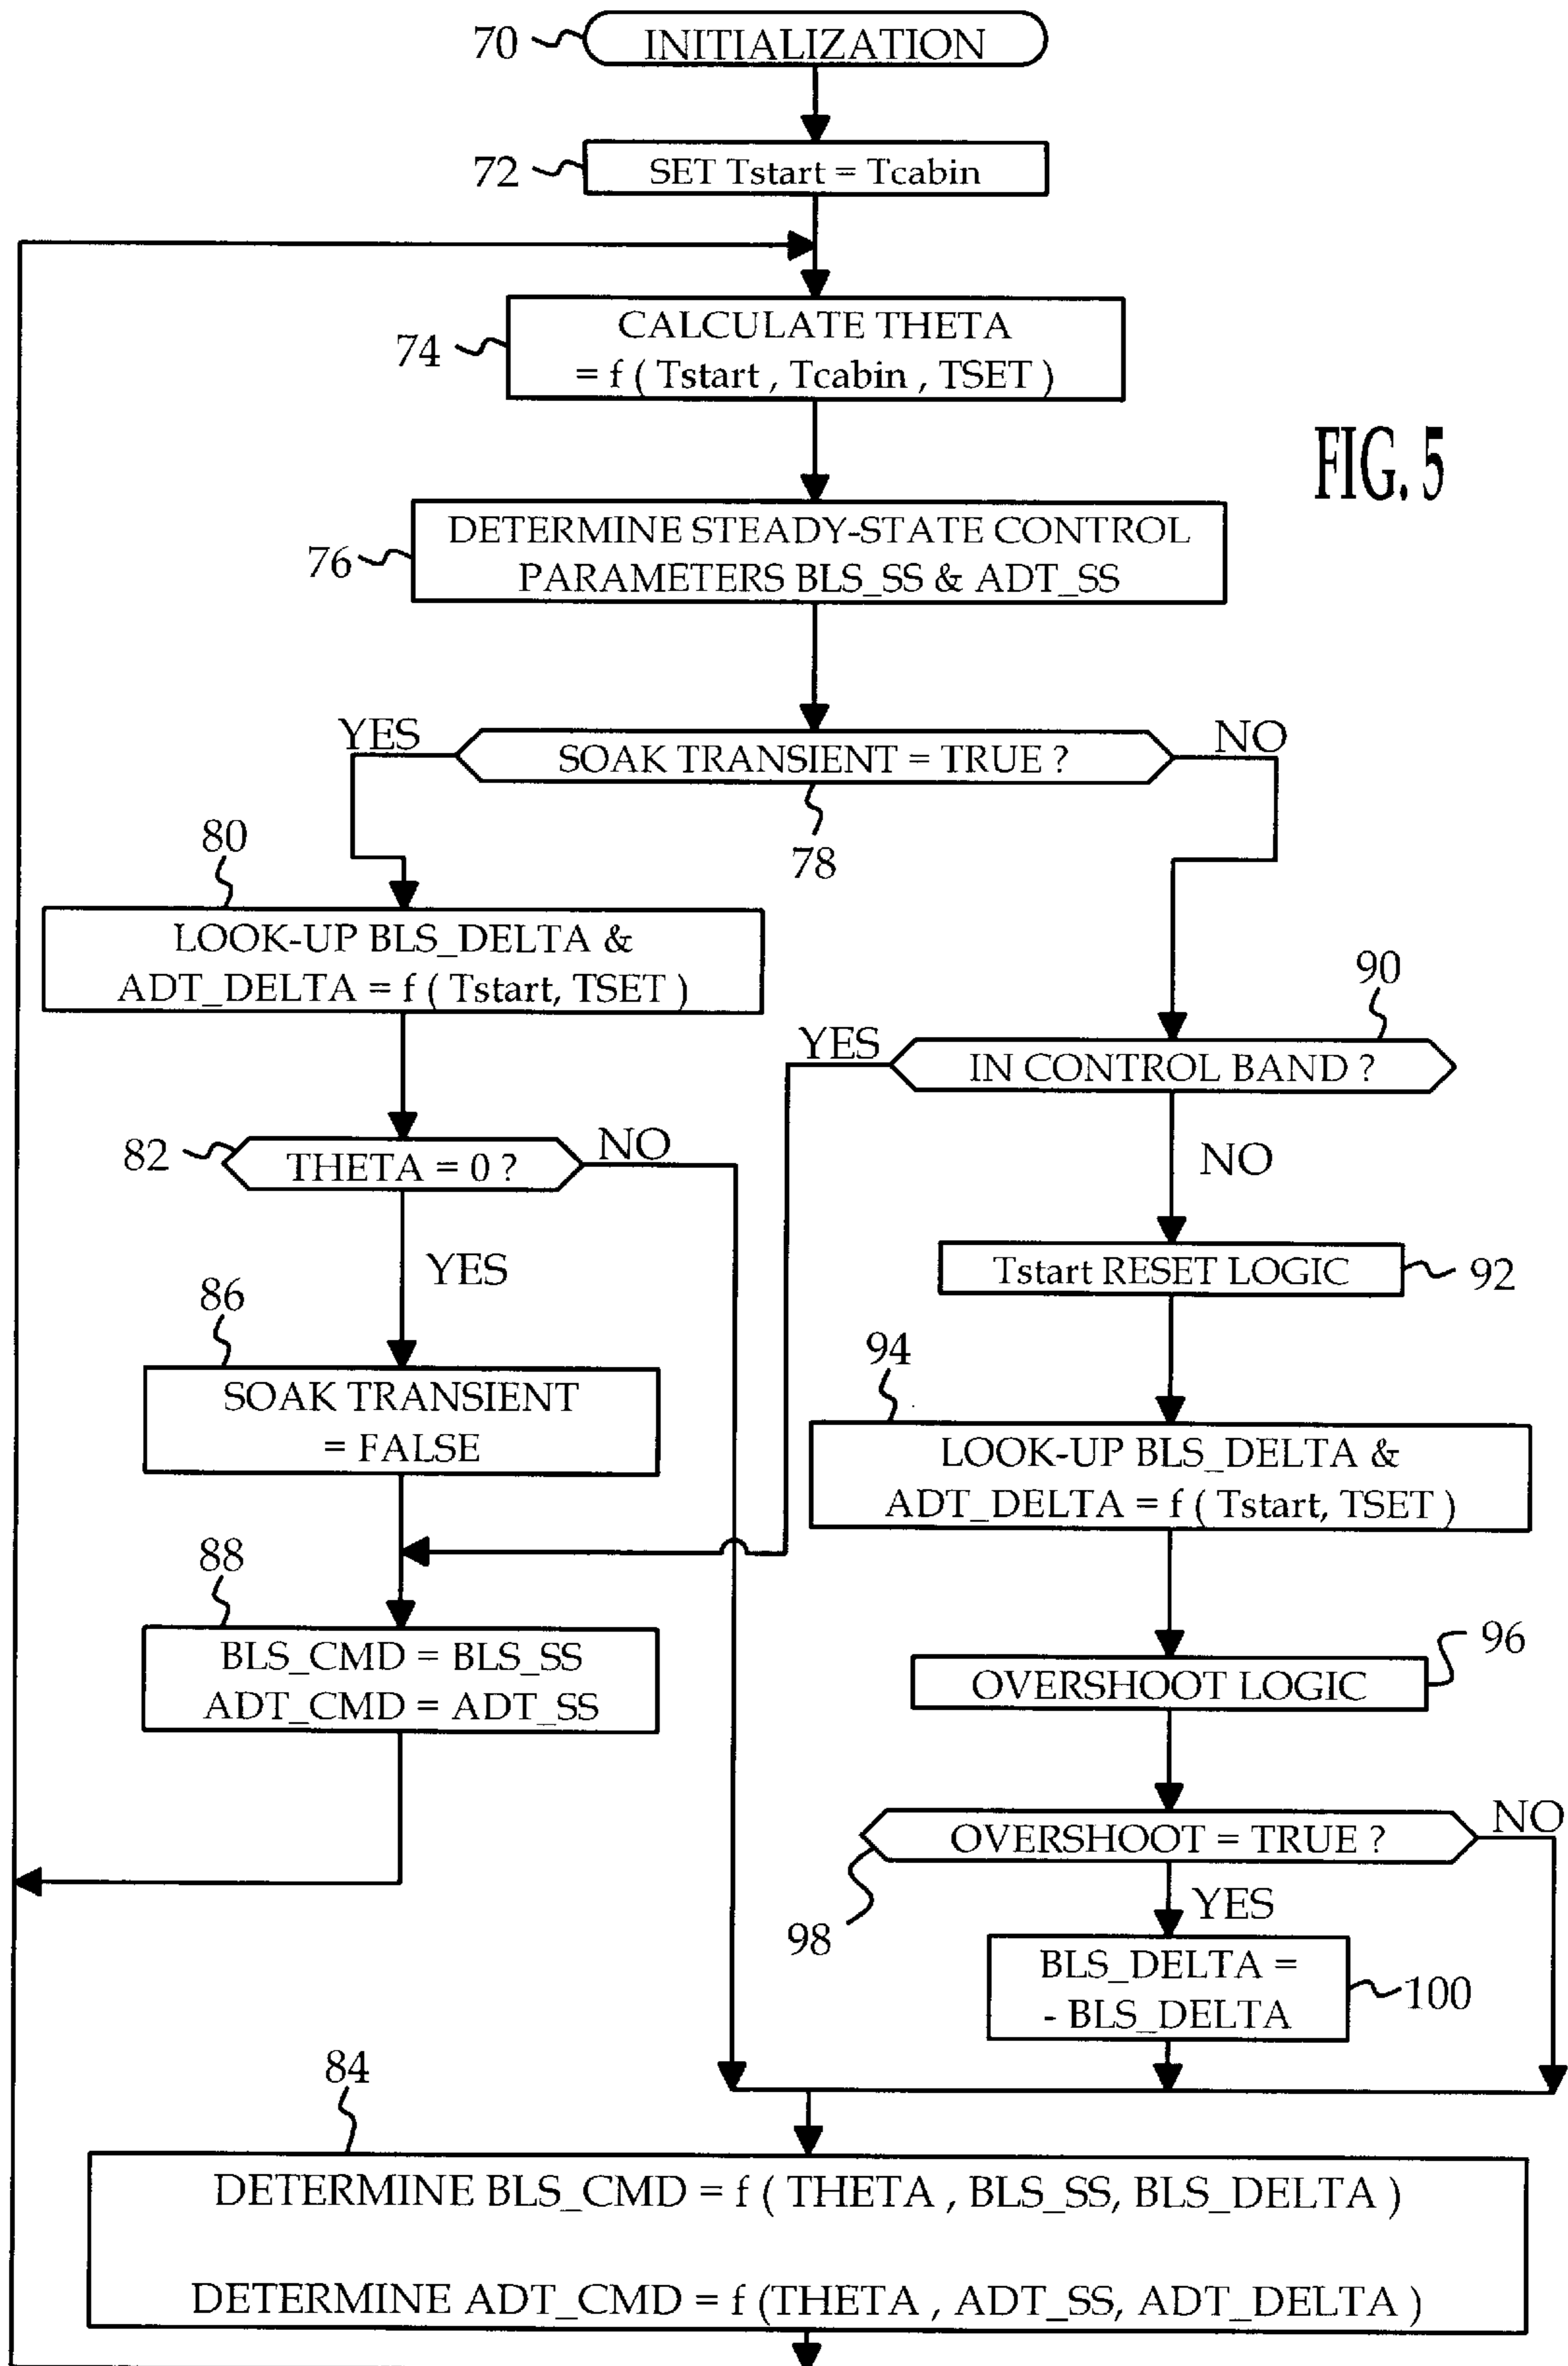 70
INITIALIZATION
72
SET Tstart = Tcabin
74
CALCULATE THETA
= f ( Tstart , Tcabin , TSET )
FIG. 5
76
DETERMINE STEADY-STATE CONTROL
PARAMETERS BLS_SS & ADT_SS
YES
SOAK TRANSIENT = TRUE ?
NO
78
80
LOOK-UP BLS_DELTA &
ADT_DELTA = f ( Tstart, TSET )
90
YES
IN CONTROL BAND ?
82
THETA = 0 ?
NO
NO
YES
Tstart RESET LOGIC
92
86
SOAK TRANSIENT
= FALSE
94
LOOK-UP BLS_DELTA &
ADT_DELTA = f ( Tstart, TSET )
88
BLS_CMD = BLS_SS
ADT_CMD = ADT_SS
96
OVERSHOOT LOGIC
OVERSHOOT = TRUE ?
NO
98
YES
BLS_DELTA =
- BLS_DELTA
100
84
DETERMINE BLS_CMD = f ( THETA , BLS_SS, BLS_DELTA )
DETERMINE ADT_CMD = f (THETA , ADT_SS, ADT_DELTA )